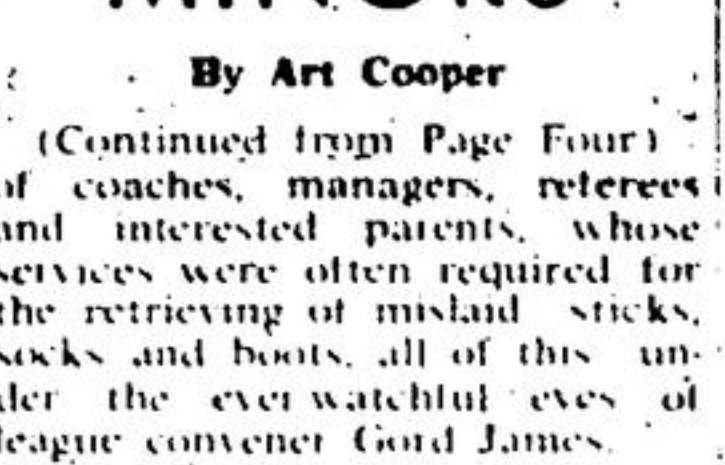 By Art Cooper
(Continued from Page Four)
of coaches, managers, referees
and interested parents, whose
services were often required for
the retrieving of mislaid sticks,
socks and boots, all of this un-
der the ever watchful eyes of
league convener Gord James.